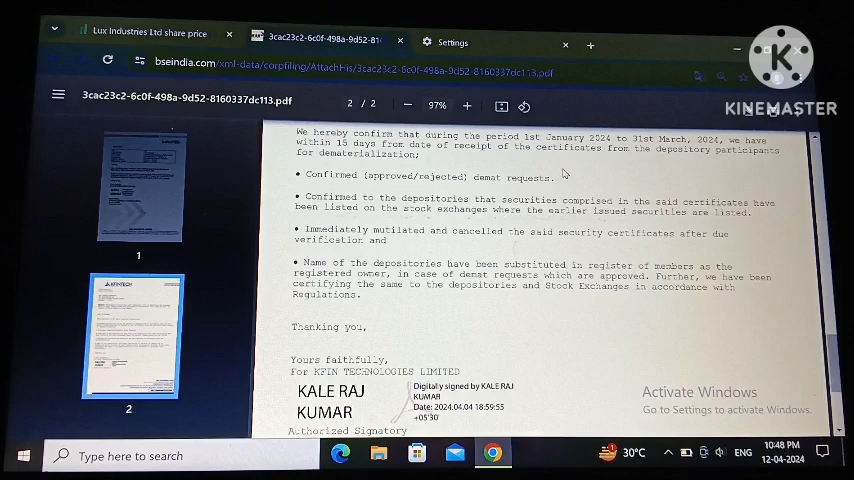 Lux Industries Ltd share price
3cac23c2-6c0f-498a-9d52-81
Settings
bseindia.com/xml-data/corpfiling/AttachHis/3cac23c2-6c0f-498a-9d52-8160337dc113.pdf
K
KINEMASTER
3cac23c2-6c0f-498a-9d52-8160337dc113.pdf
2 / 2
97%
We hereby confirm that during the period 1st January 2024 to 31st March, 2024, we have
within 15 days from date of receipt of the certificates from the depository participants
for dematerialization;
• Confirmed (approved/rejected) demat requests.
• Confirmed to the depositories that securities comprised in the said certificates have
been listed on the stock exchanges where the earlier issued securities are listed.
• Immediately mutilated and cancelled the said security certificates after due
verification and
• Name of the depositories have been substituted in register of members as the
registered owner, in case of demat requests which are approved. Further, we have been
certifying the same to the depositories and Stock Exchanges in accordance with
Regulations.
Thanking you,
Yours faithfully,
For KFIN TECHNOLOGIES LIMITED
KALE RAJ
KUMAR
Digitally signed by KALE RAJ
KUMAR
Date: 2024.04.04 18:59:55
+05'30'
Authorized Signatory
1
KFINTECH
2
Activate Windows
Go to Settings to activate Windows.
Type here to search
1
30°C
ENG
10:48 PM
12-04-2024